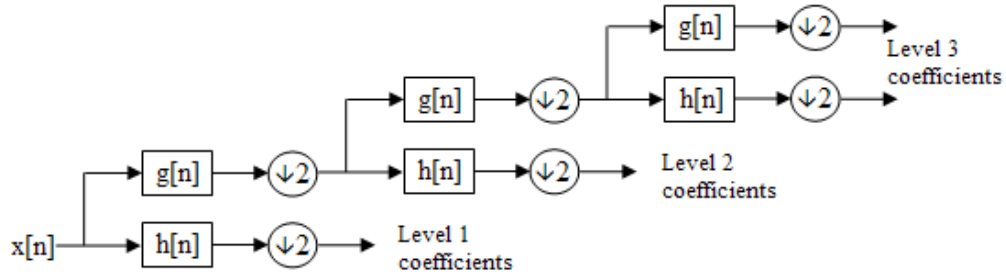 g[n] ↓2
Level 3
coefficients
g[n] ↓2 h[n] ↓2
g[n] ↓2 h[n] ↓2
Level 2
coefficients
x[n] h[n] ↓2
Level 1
coefficients